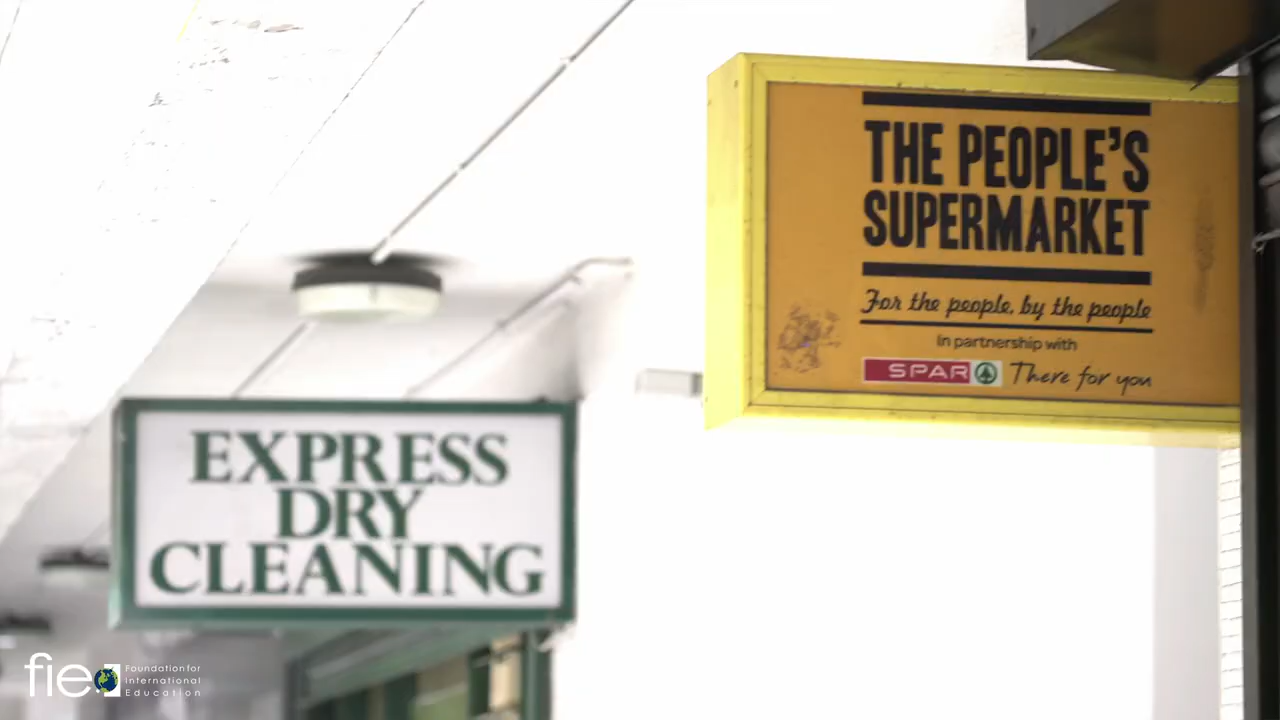 THE PEOPLE'S
SUPERMARKET
For the people, by the people
In partnership with
SPAR There for you
EXPRESS
DRY
CLEANING
fie
Foundation for
International
Education